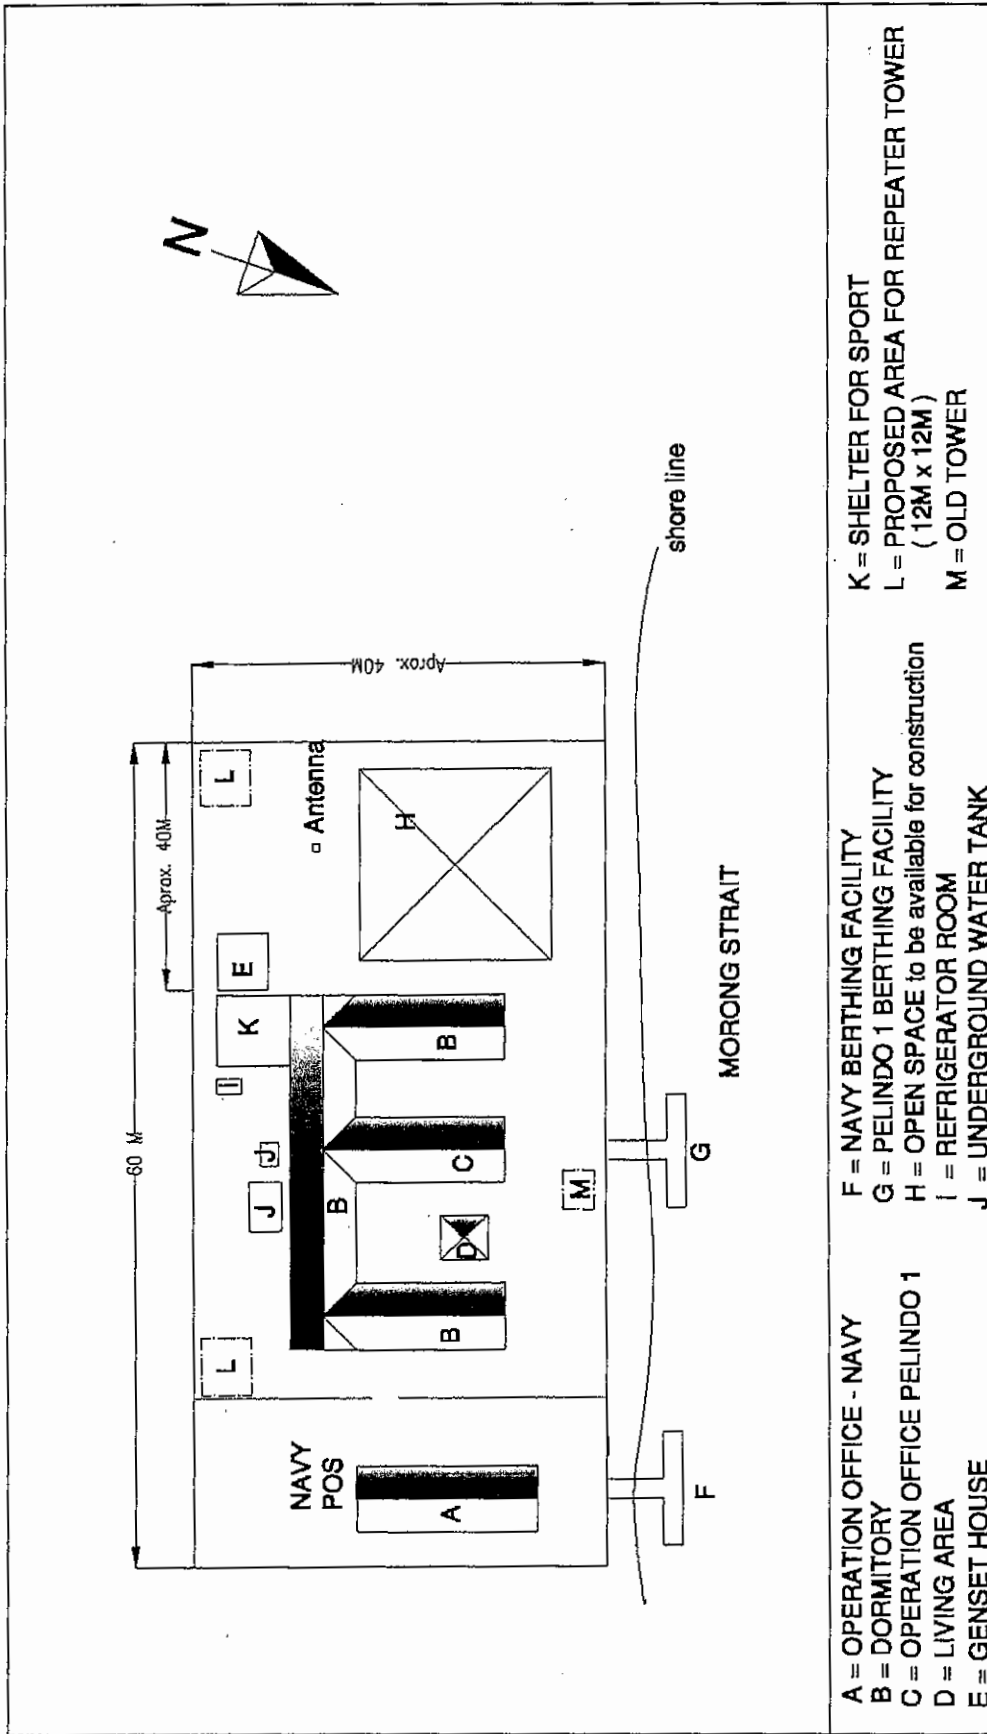 N
60 M
Aprox. 40M
Aprox. 40M
L
L
E
K
I
J
J
Antenna
H
B
B
B
C
D
M
NAVY
POS
A
F
G
shore line
MORONG STRAIT
A = OPERATION OFFICE - NAVY
B = DORMITORY
C = OPERATION OFFICE PELINDO 1
D = LIVING AREA
E = GENSET HOUSE
F = NAVY BERTHING FACILITY
G = PELINDO 1 BERTHING FACILITY
H = OPEN SPACE to be available for construction
I = REFRIGERATOR ROOM
J = UNDERGROUND WATER TANK
K = SHELTER FOR SPORT
L = PROPOSED AREA FOR REPEATER TOWER
( 12M x 12M )
M = OLD TOWER